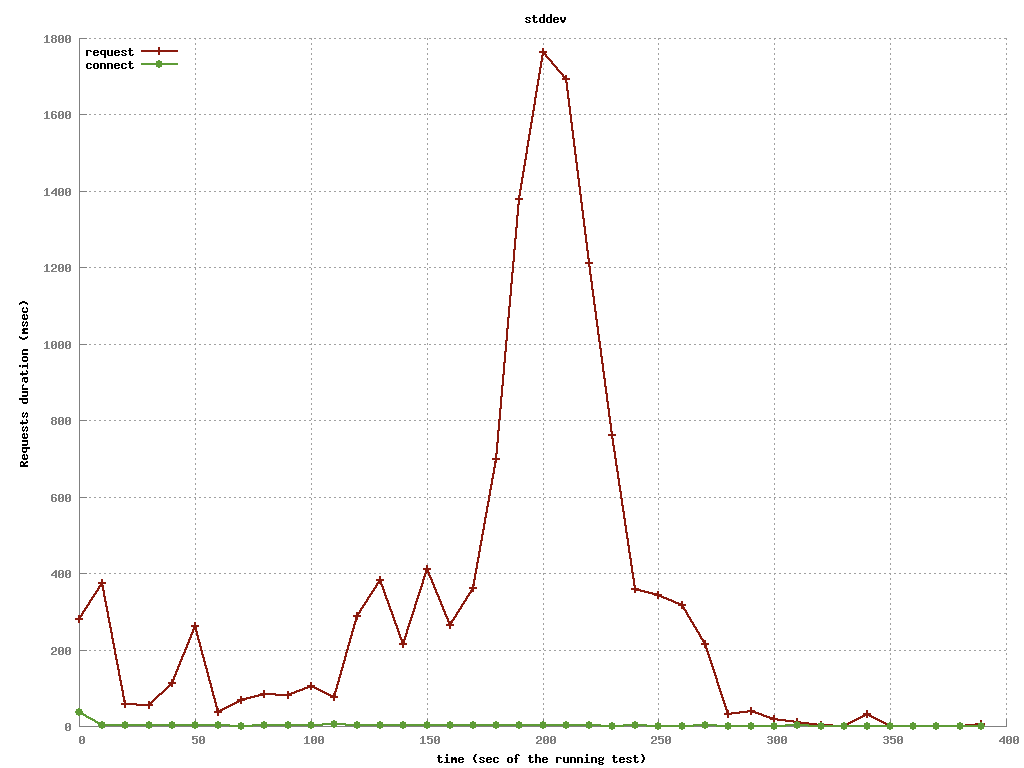 stddev
1800
1600
1400
1200
1000
800
600
400
200
0
request
connect
Requests duration (msec)
0 50 100 150 200 250 300 350 400
time (sec of the running test)